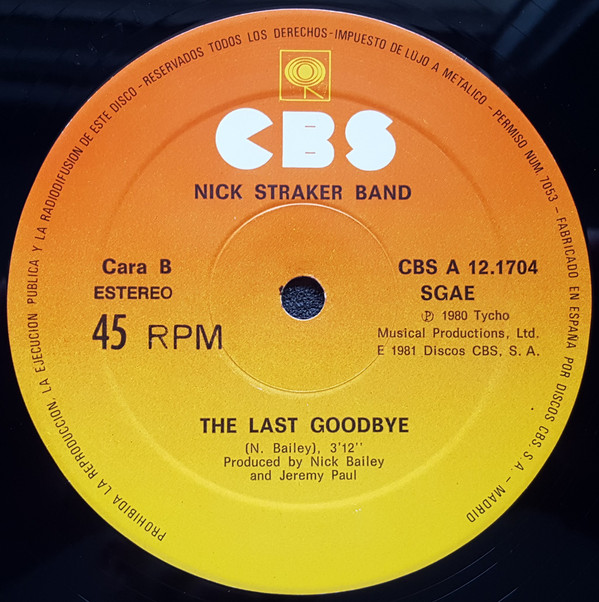 PROHIBIDA LA REPRODUCCION, LA EJECUCION PUBLICA Y LA RADIODIFUSION DE ESTE DISCO - RESERVADOS TODOS LOS DERECHOS - IMPUESTO DE LUJO A METALICO - PERMISO NUM. 7053 - FABRICADO EN ESPAÑA POR DISCOS CBS, S.A. - MADRID
CBS
NICK STRAKER BAND
Cara B
ESTEREO
45 RPM
CBS A 12.1704
SGAE
Ⓟ 1980 Tycho
Musical Productions, Ltd.
E 1981 Discos CBS, S. A.
THE LAST GOODBYE
(N. Bailey), 3'12''
Produced by Nick Bailey
and Jeremy Paul